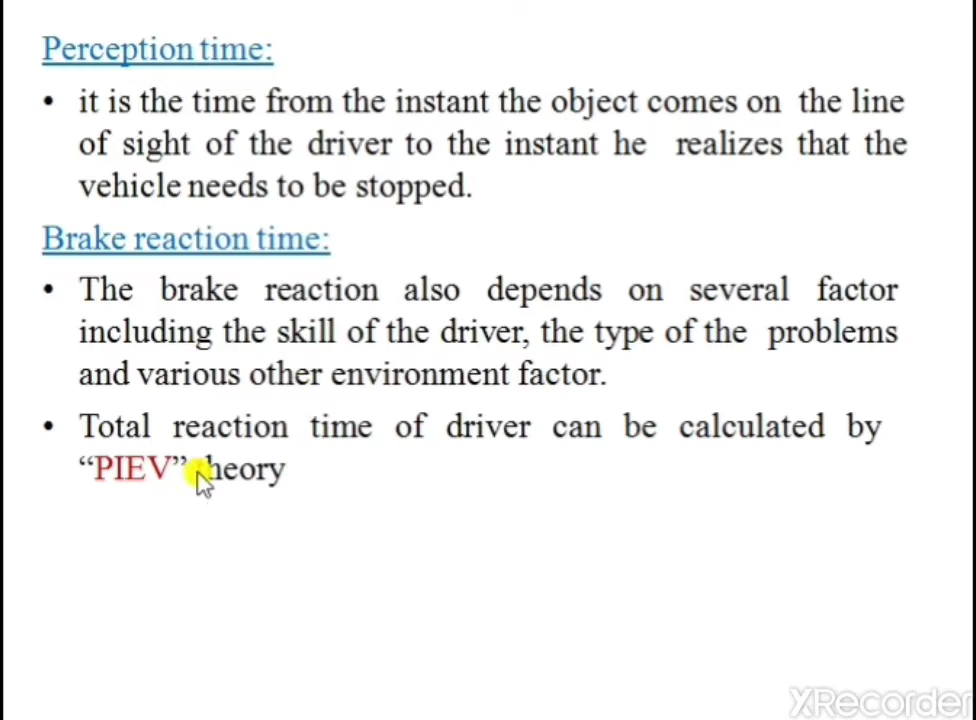 Perception time:
• it is the time from the instant the object comes on the line
of sight of the driver to the instant he realizes that the
vehicle needs to be stopped.
Brake reaction time:
• The brake reaction also depends on several factor
including the skill of the driver, the type of the problems
and various other environment factor.
• Total reaction time of driver can be calculated by
“PIEV” theory
XRecorder